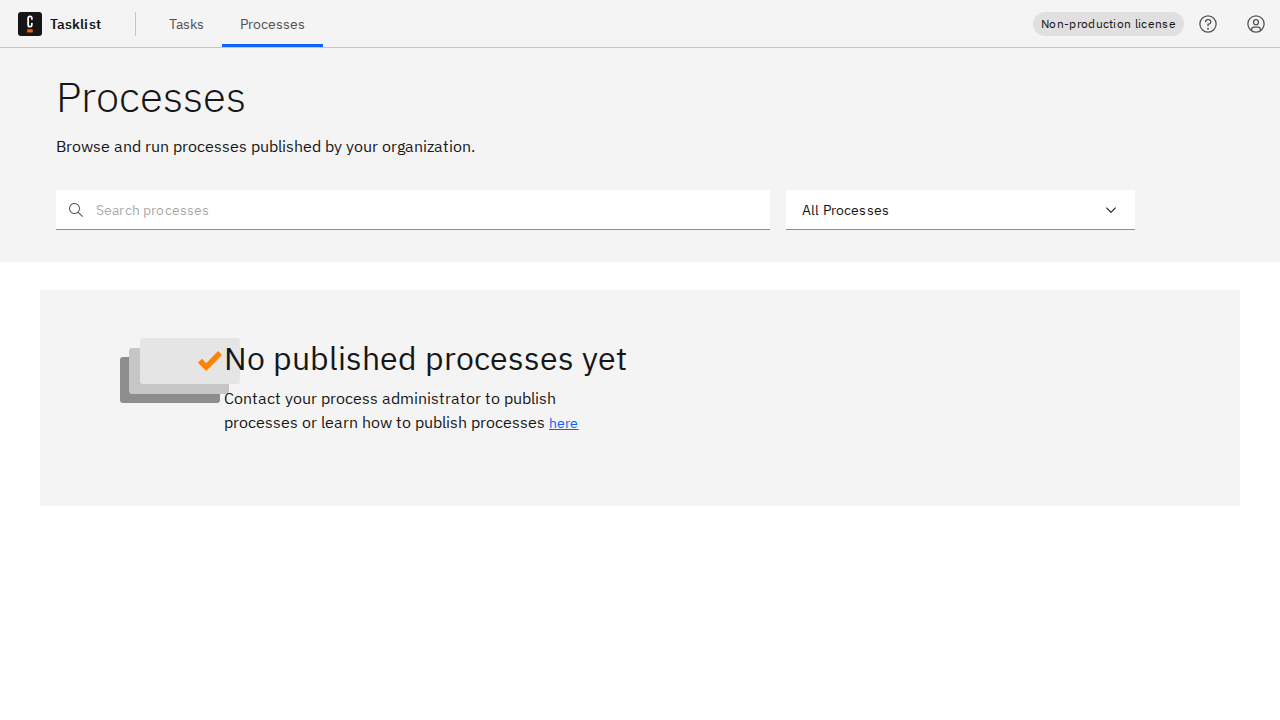 Tasklist
Tasks
Processes
Non-production license
Processes
Browse and run processes published by your organization.
Search processes
All Processes
No published processes yet
Contact your process administrator to publish
processes or learn how to publish processes here